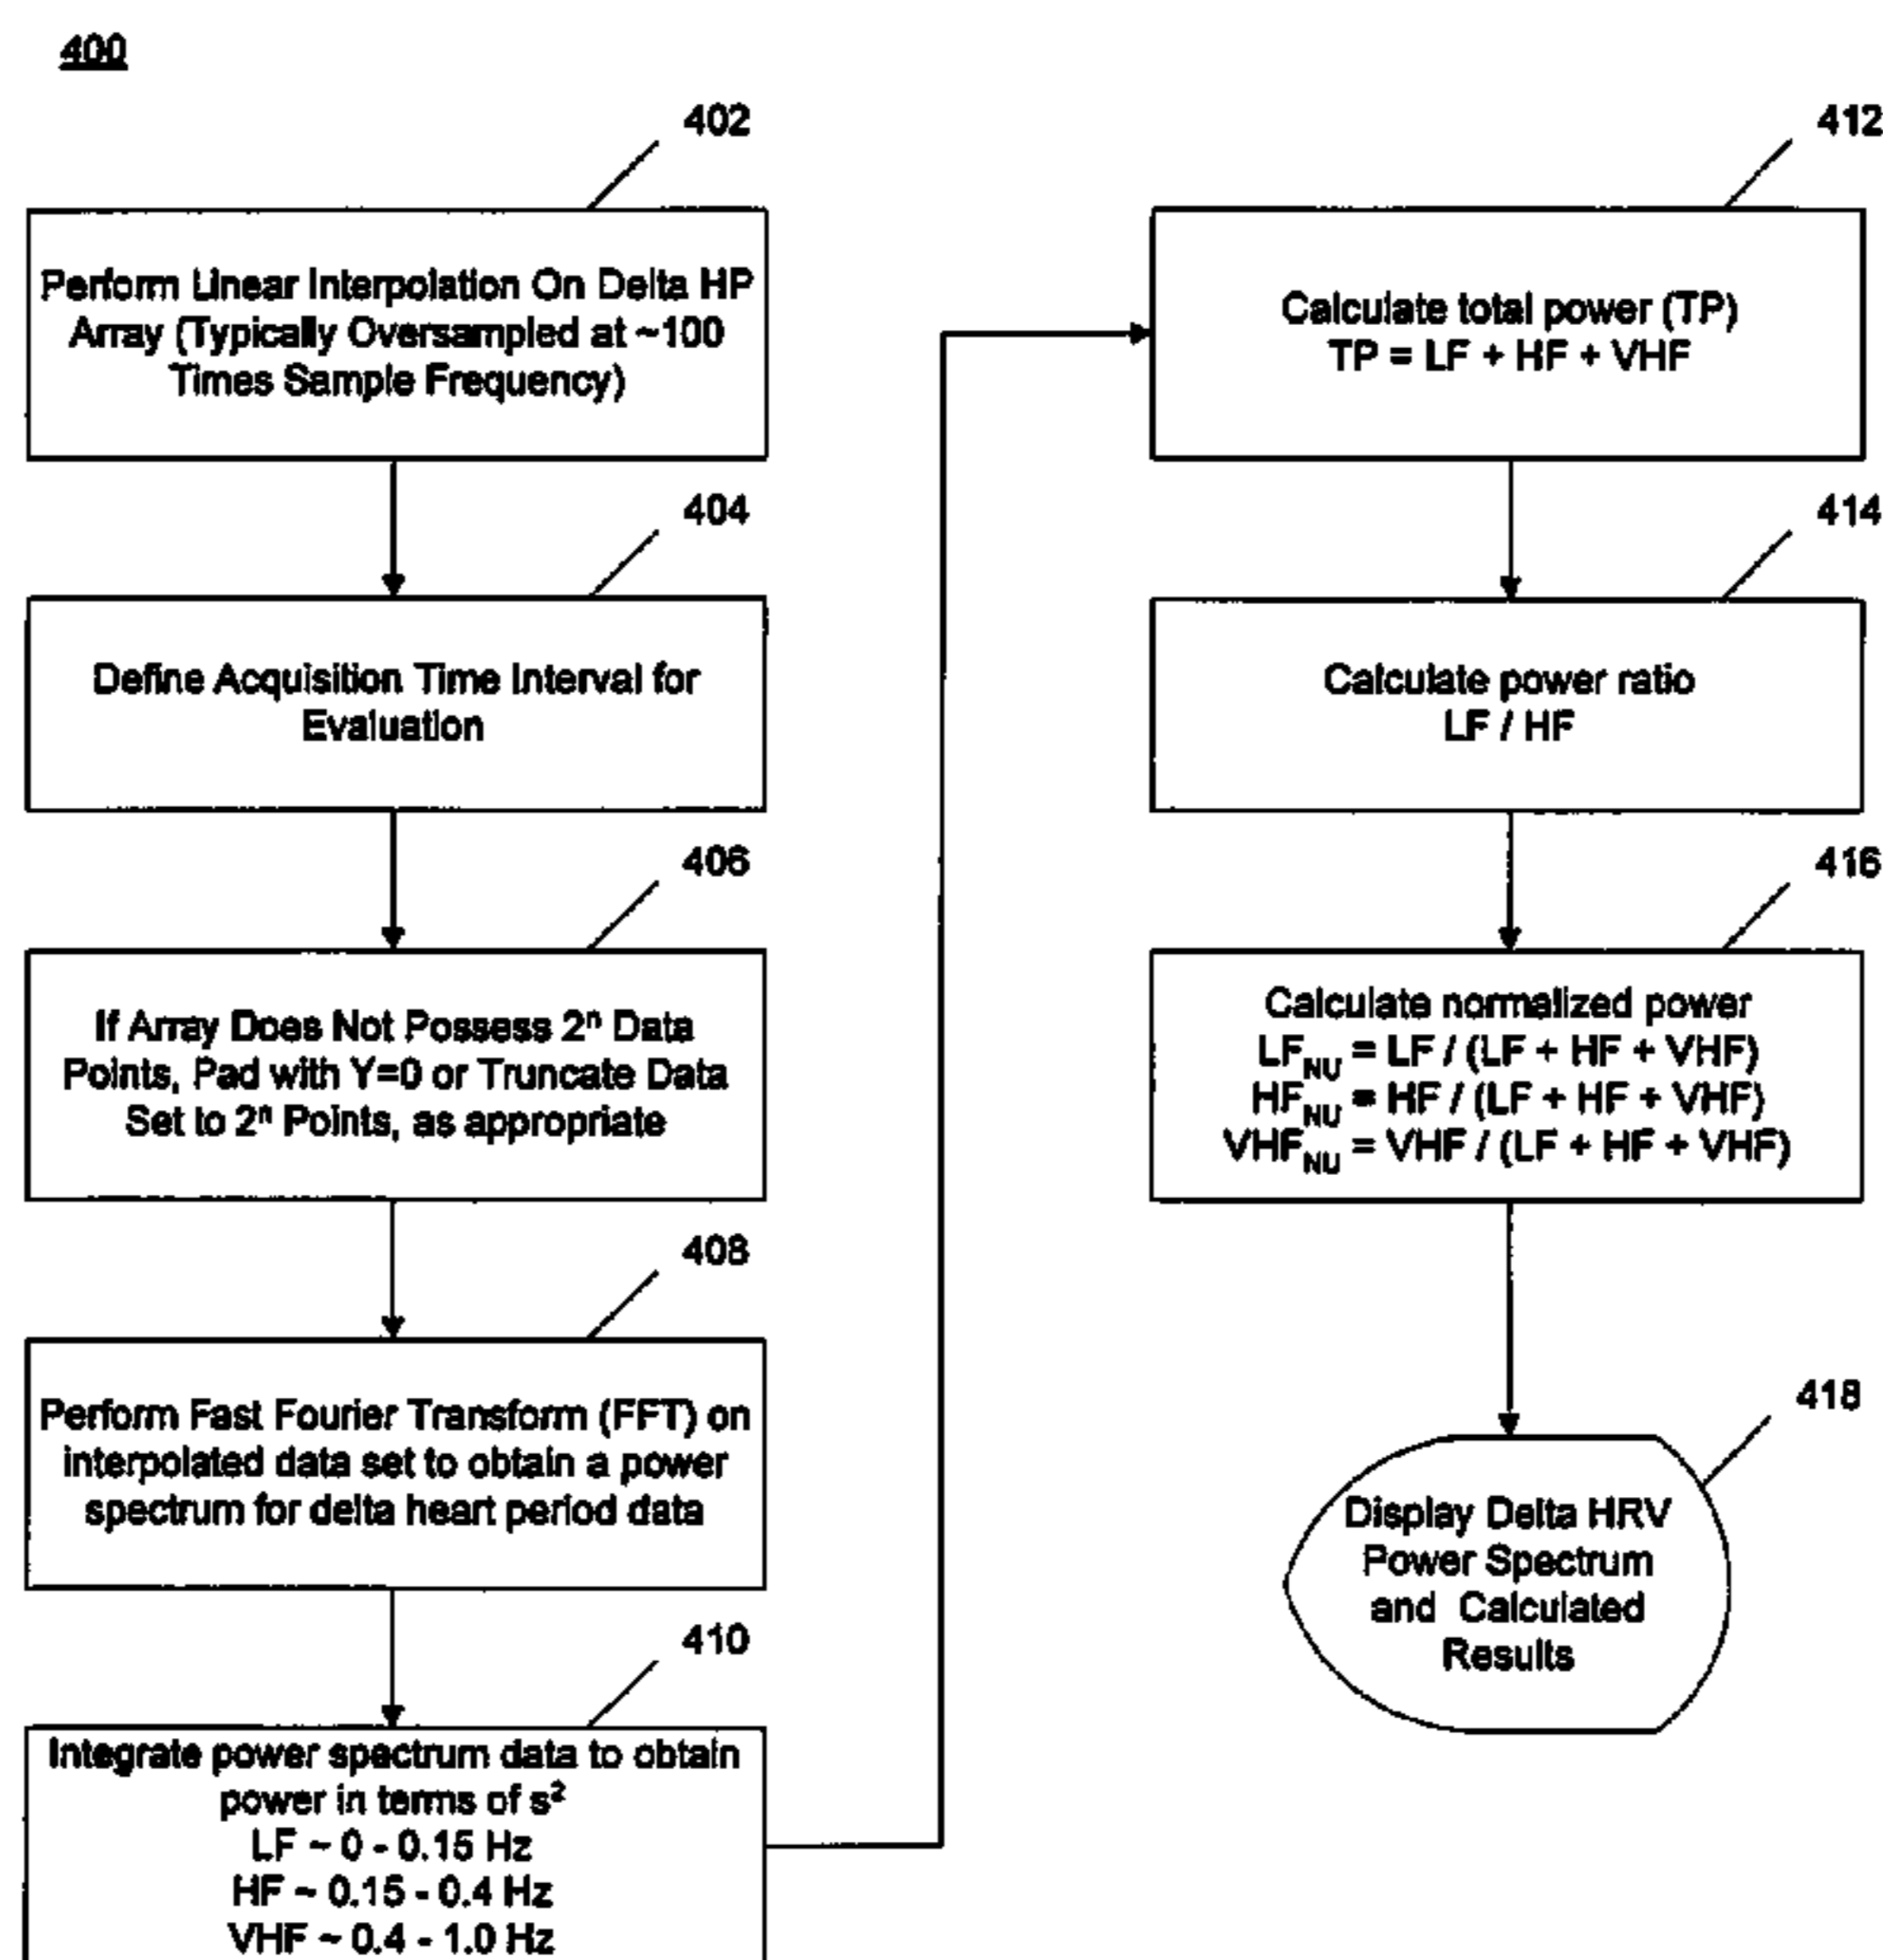 400
402
Perform Linear Interpolation On Delta HP
Array (Typically Oversampled at ~100
Times Sample Frequency)
404
Define Acquisition Time Interval for
Evaluation
406
If Array Does Not Possess 2ⁿ Data
Points, Pad with Y=0 or Truncate Data
Set to 2ⁿ Points, as appropriate
408
Perform Fast Fourier Transform (FFT) on
interpolated data set to obtain a power
spectrum for delta heart period data
410
Integrate power spectrum data to obtain
power in terms of s²
LF ~ 0 - 0.15 Hz
HF ~ 0.15 - 0.4 Hz
VHF ~ 0.4 - 1.0 Hz
412
Calculate total power (TP)
TP = LF + HF + VHF
414
Calculate power ratio
LF / HF
416
Calculate normalized power
LF_NU = LF / (LF + HF + VHF)
HF_NU = HF / (LF + HF + VHF)
VHF_NU = VHF / (LF + HF + VHF)
418
Display Delta HRV
Power Spectrum
and Calculated
Results